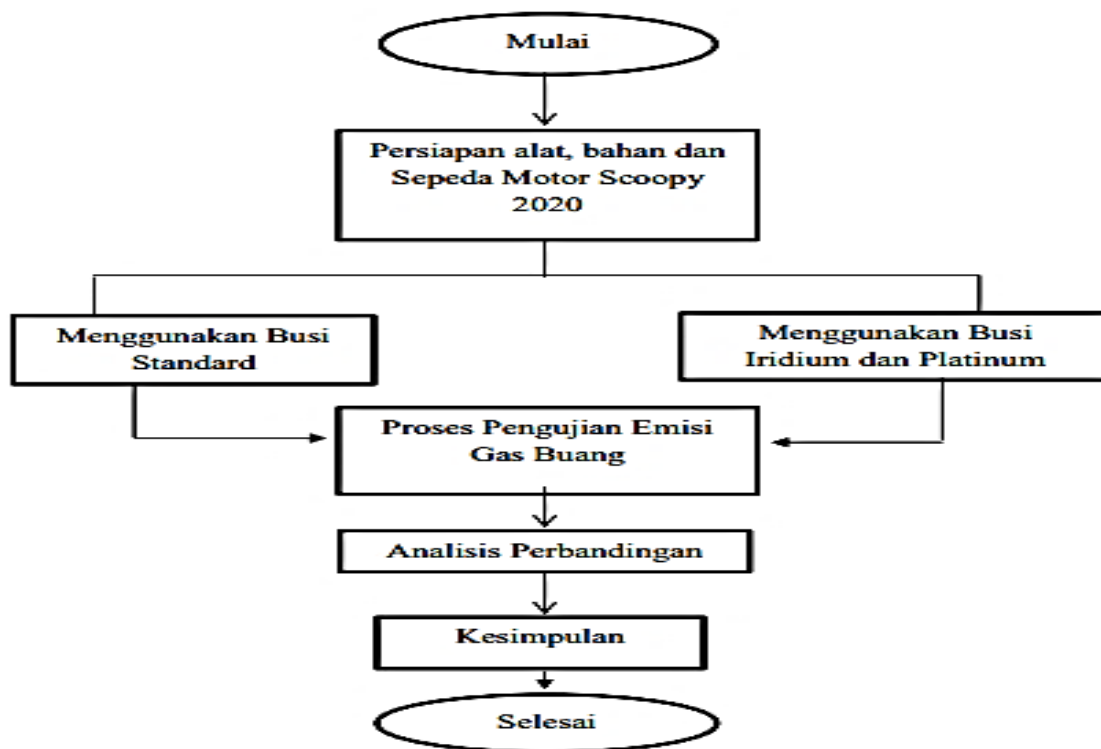 Mulai
Persiapan alat, bahan dan
Sepeda Motor Scoopy
2020
Menggunakan Busi
Standard
Menggunakan Busi
Iridium dan Platinum
Proses Pengujian Emisi
Gas Buang
Analisis Perbandingan
Kesimpulan
Selesai